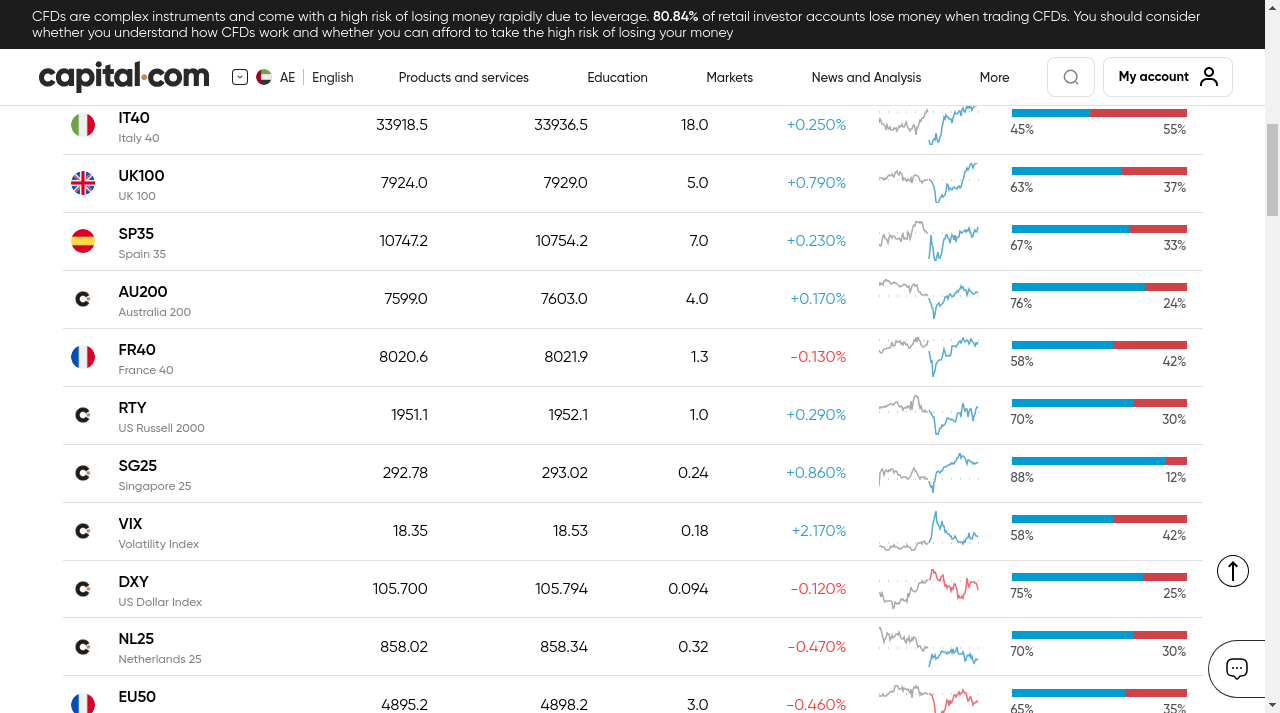 CFDs are complex instruments and come with a high risk of losing money rapidly due to leverage. 80.84% of retail investor accounts lose money when trading CFDs. You should consider
whether you understand how CFDs work and whether you can afford to take the high risk of losing your money
capital.com AE English Products and services Education Markets News and Analysis More My account
IT40 33918.5 33936.5 18.0 +0.250%
Italy 40 45% 55%
UK100 7924.0 7929.0 5.0 +0.790%
UK 100 63% 37%
SP35 10747.2 10754.2 7.0 +0.230%
Spain 35 67% 33%
AU200 7599.0 7603.0 4.0 +0.170%
Australia 200 76% 24%
FR40 8020.6 8021.9 1.3 -0.130%
France 40 58% 42%
RTY 1951.1 1952.1 1.0 +0.290%
US Russell 2000 70% 30%
SG25 292.78 293.02 0.24 +0.860%
Singapore 25 88% 12%
VIX 18.35 18.53 0.18 +2.170%
Volatility Index 58% 42%
DXY 105.700 105.794 0.094 -0.120%
US Dollar Index 75% 25%
NL25 858.02 858.34 0.32 -0.470%
Netherlands 25 70% 30%
EU50 4895.2 4898.2 3.0 -0.460%
65% 35%